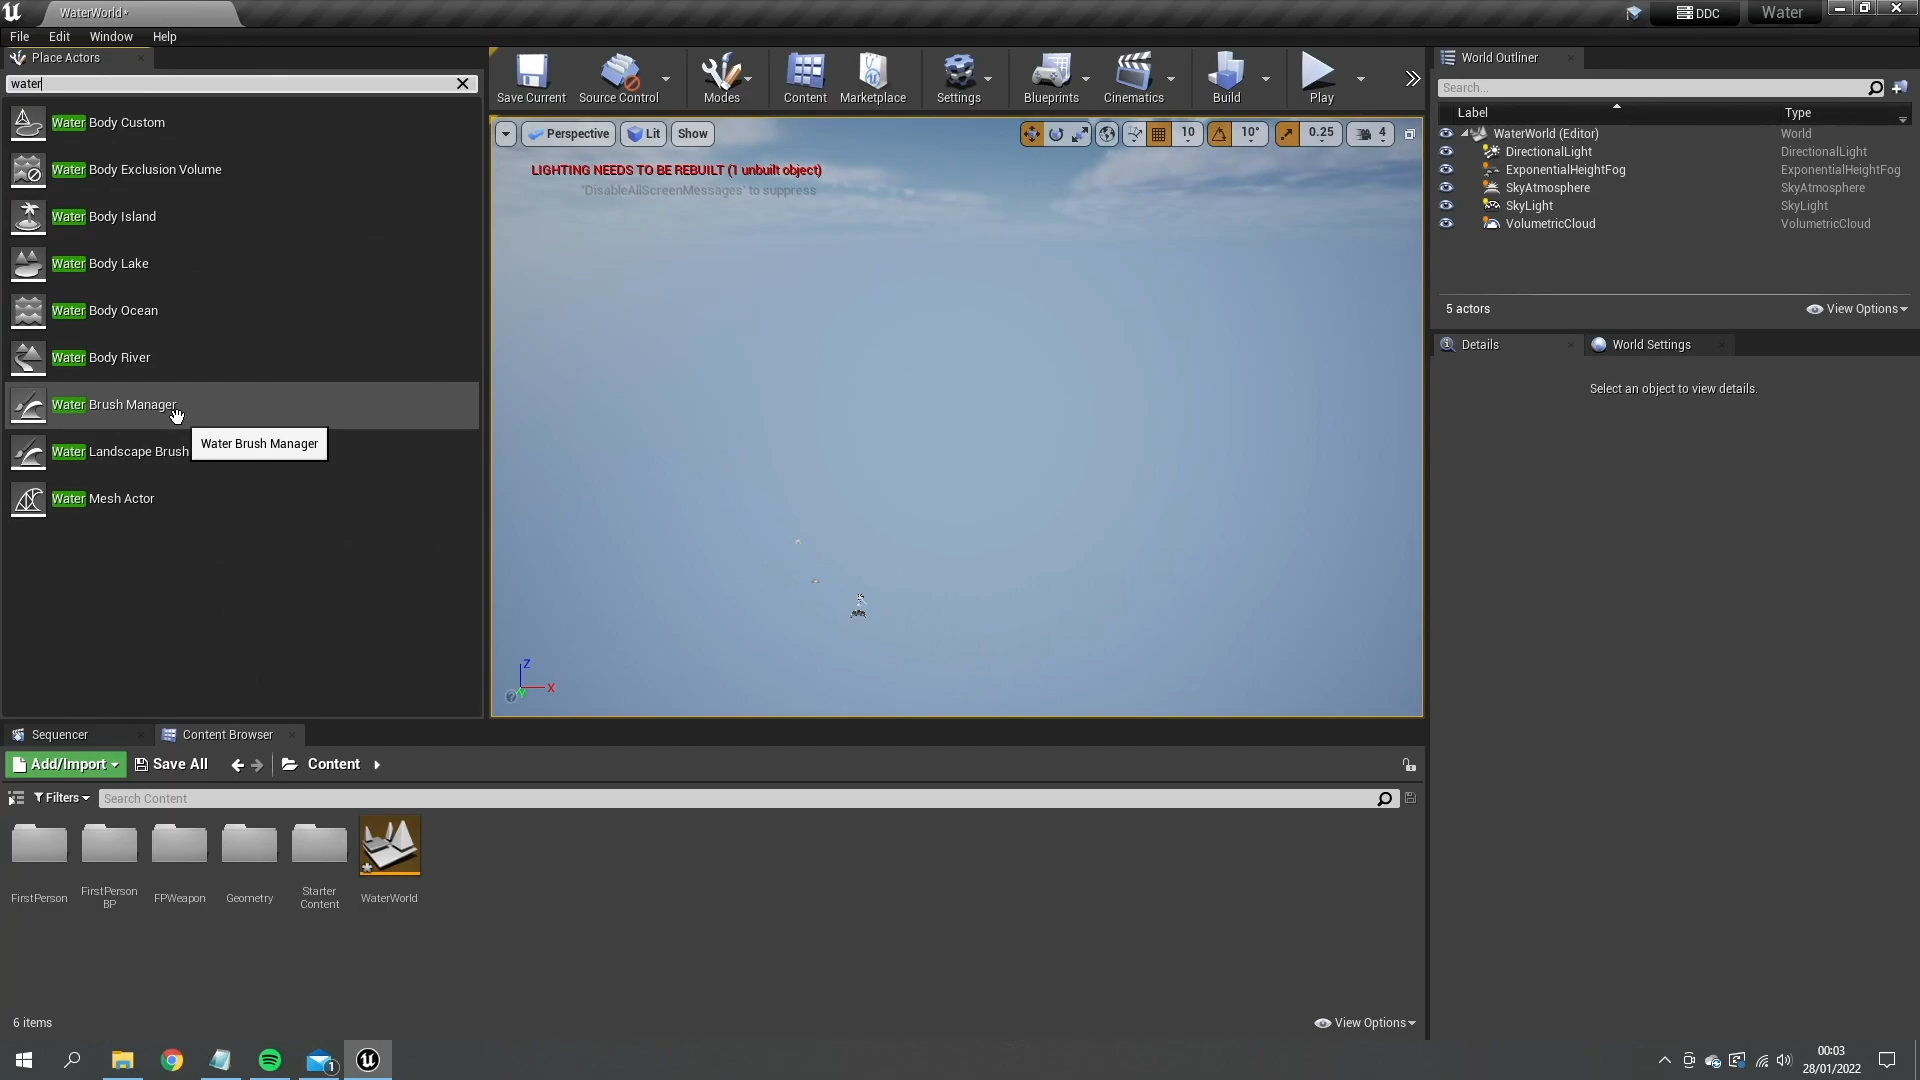 WaterWorld*
DDC
Water
File Edit Window Help
Place Actors
water
Water Body Custom
Water Body Exclusion Volume
Water Body Island
Water Body Lake
Water Body Ocean
Water Body River
Water Brush Manager
Water Brush Manager
Water Landscape Brush
Water Mesh Actor
Save Current
Source Control
Modes
Content
Marketplace
Settings
Blueprints
Cinematics
Build
Play
Perspective Lit Show
10 10° 0.25 4
LIGHTING NEEDS TO BE REBUILT (1 unbuilt object)
'DisableAllScreenMessages' to suppress
Z
X
Y
World Outliner
Search...
Label Type
WaterWorld (Editor) World
DirectionalLight DirectionalLight
ExponentialHeightFog ExponentialHeightFog
SkyAtmosphere SkyAtmosphere
SkyLight SkyLight
VolumetricCloud VolumetricCloud
5 actors View Options
Details World Settings
Select an object to view details.
Sequencer Content Browser
Add/Import Save All Content
Filters Search Content
FirstPerson
FirstPerson
BP
FPWeapon
Geometry
Starter
Content
WaterWorld
6 items View Options
1
00:03
28/01/2022